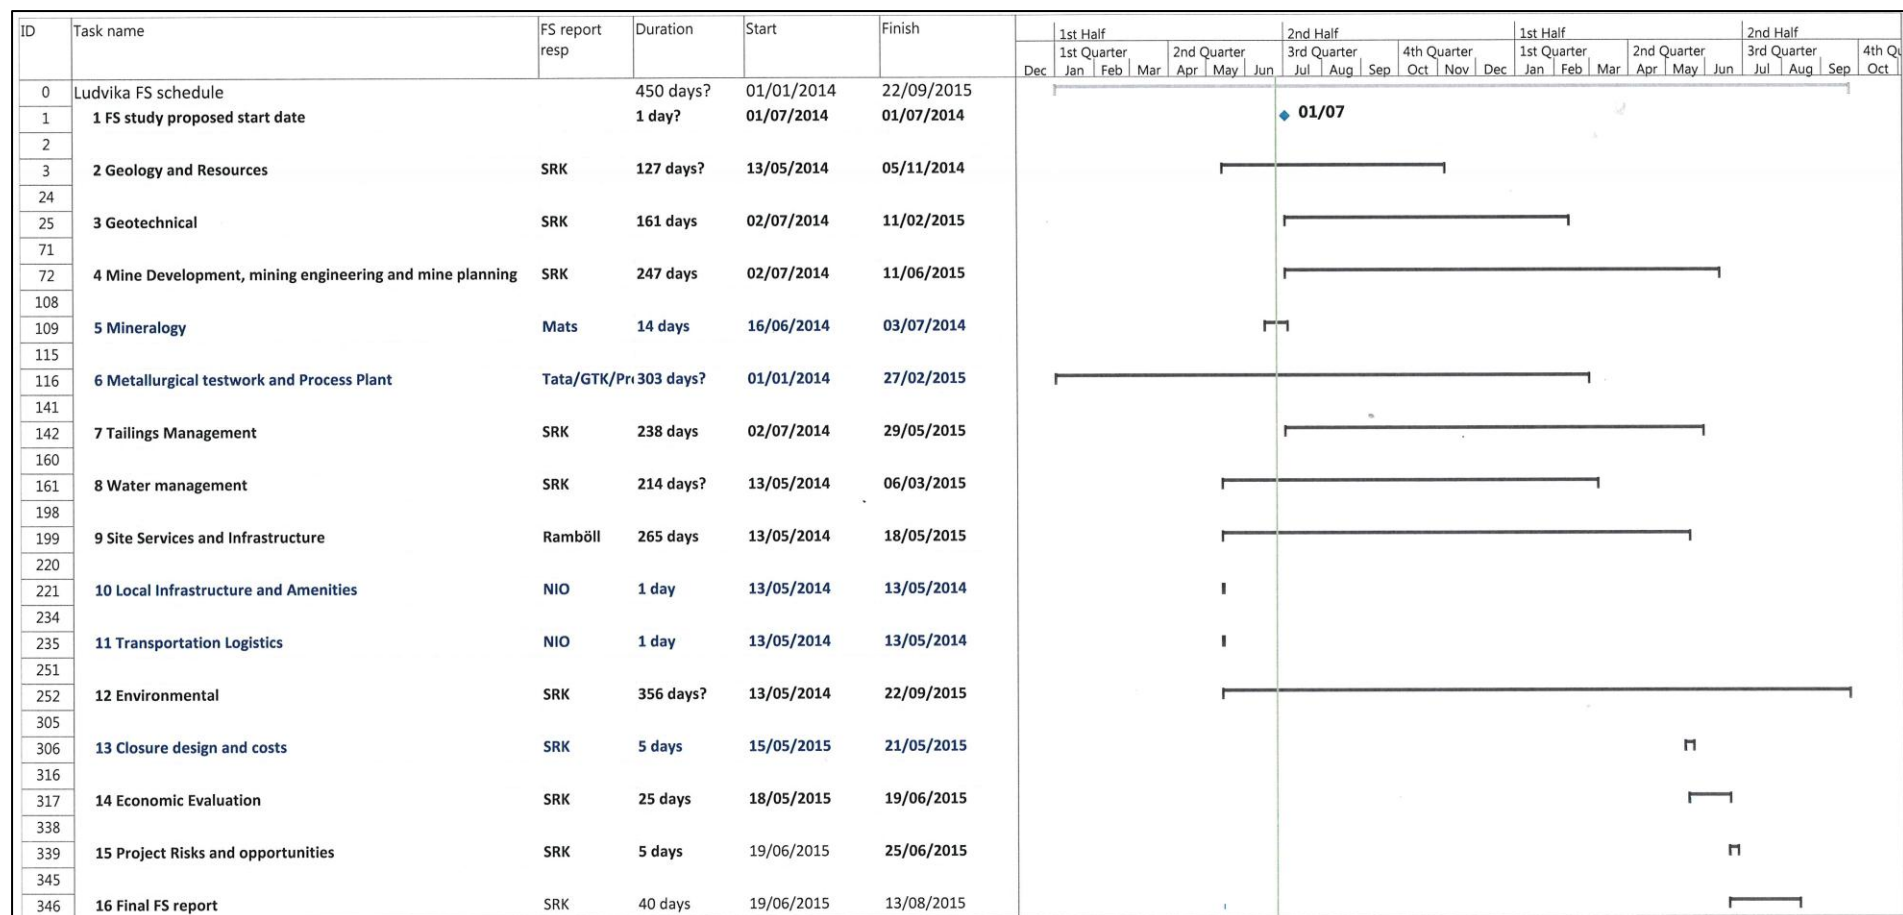 ID Task name FS report resp Duration Start Finish
1st Half 2nd Half 1st Half 2nd Half
1st Quarter 2nd Quarter 3rd Quarter 4th Quarter 1st Quarter 2nd Quarter 3rd Quarter 4th Qu
Dec Jan Feb Mar Apr May Jun Jul Aug Sep Oct Nov Dec Jan Feb Mar Apr May Jun Jul Aug Sep Oct
0 Ludvika FS schedule 450 days? 01/01/2014 22/09/2015
1 1 FS study proposed start date 1 day? 01/07/2014 01/07/2014 01/07
2
3 2 Geology and Resources SRK 127 days? 13/05/2014 05/11/2014
24
25 3 Geotechnical SRK 161 days 02/07/2014 11/02/2015
71
72 4 Mine Development, mining engineering and mine planning SRK 247 days 02/07/2014 11/06/2015
108
109 5 Mineralogy Mats 14 days 16/06/2014 03/07/2014
115
116 6 Metallurgical testwork and Process Plant Tata/GTK/Pr 303 days? 01/01/2014 27/02/2015
141
142 7 Tailings Management SRK 238 days 02/07/2014 29/05/2015
160
161 8 Water management SRK 214 days? 13/05/2014 06/03/2015
198
199 9 Site Services and Infrastructure Ramböll 265 days 13/05/2014 18/05/2015
220
221 10 Local Infrastructure and Amenities NIO 1 day 13/05/2014 13/05/2014
234
235 11 Transportation Logistics NIO 1 day 13/05/2014 13/05/2014
251
252 12 Environmental SRK 356 days? 13/05/2014 22/09/2015
305
306 13 Closure design and costs SRK 5 days 15/05/2015 21/05/2015
316
317 14 Economic Evaluation SRK 25 days 18/05/2015 19/06/2015
338
339 15 Project Risks and opportunities SRK 5 days 19/06/2015 25/06/2015
345
346 16 Final FS report SRK 40 days 19/06/2015 13/08/2015